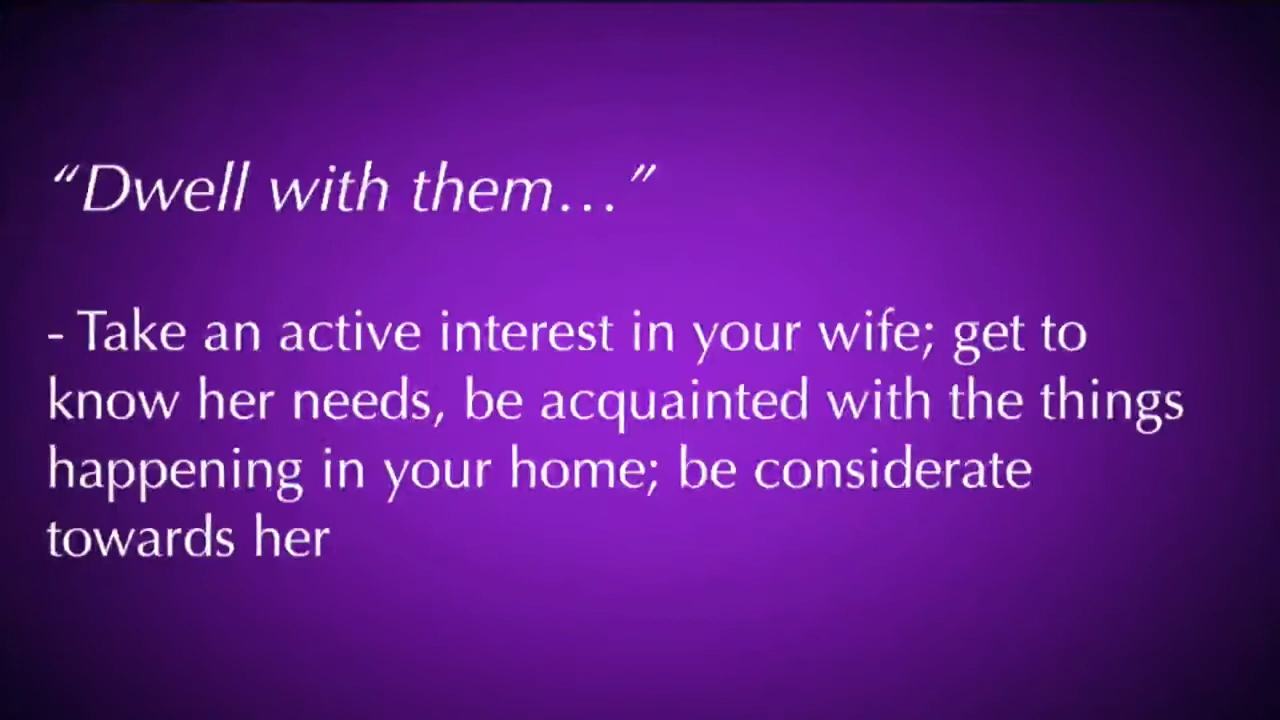 “Dwell with them...”
- Take an active interest in your wife; get to
know her needs, be acquainted with the things
happening in your home; be considerate
towards her